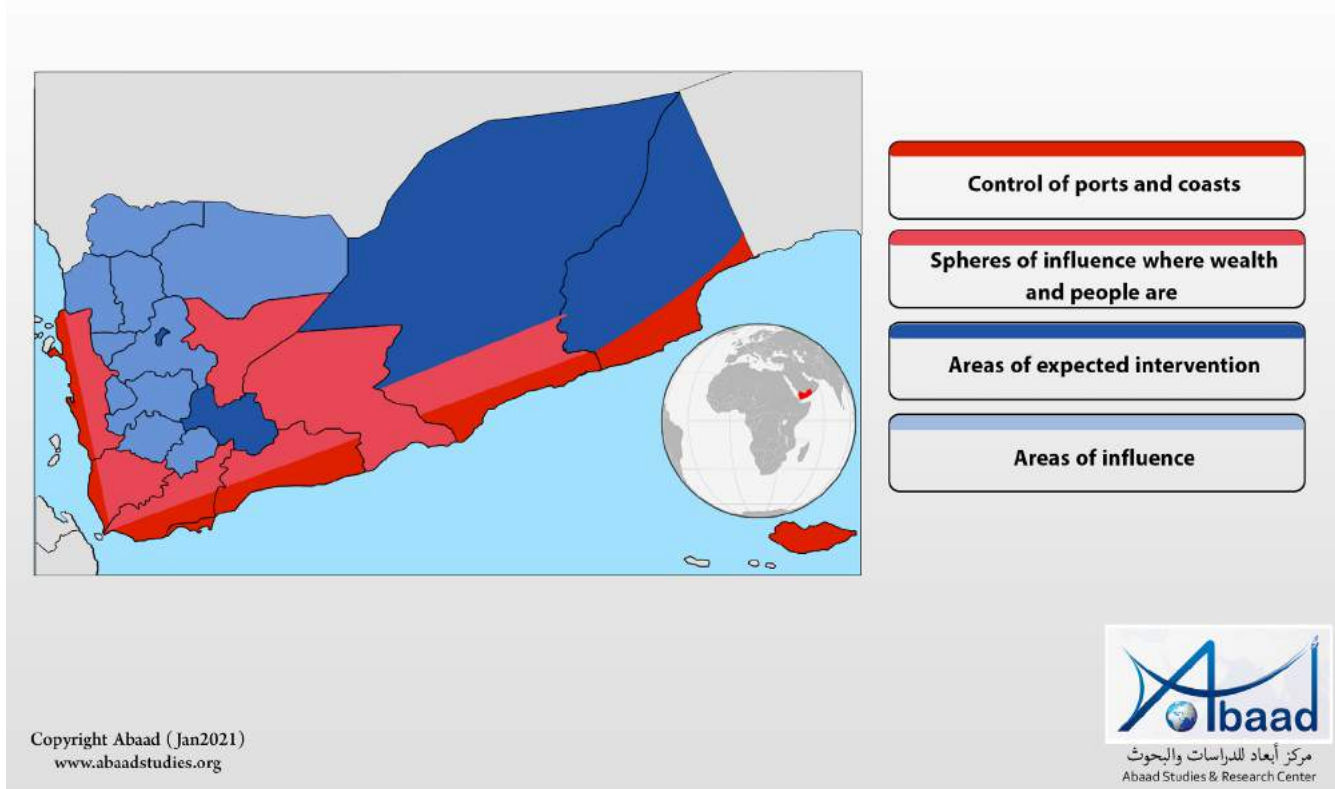 Control of ports and coasts
Spheres of influence where wealth
and people are
Areas of expected intervention
Areas of influence
Abaad
مركز أبعاد للدراسات والبحوث
Abaad Studies & Research Center
Copyright Abaad (Jan2021)
www.abaadstudies.org